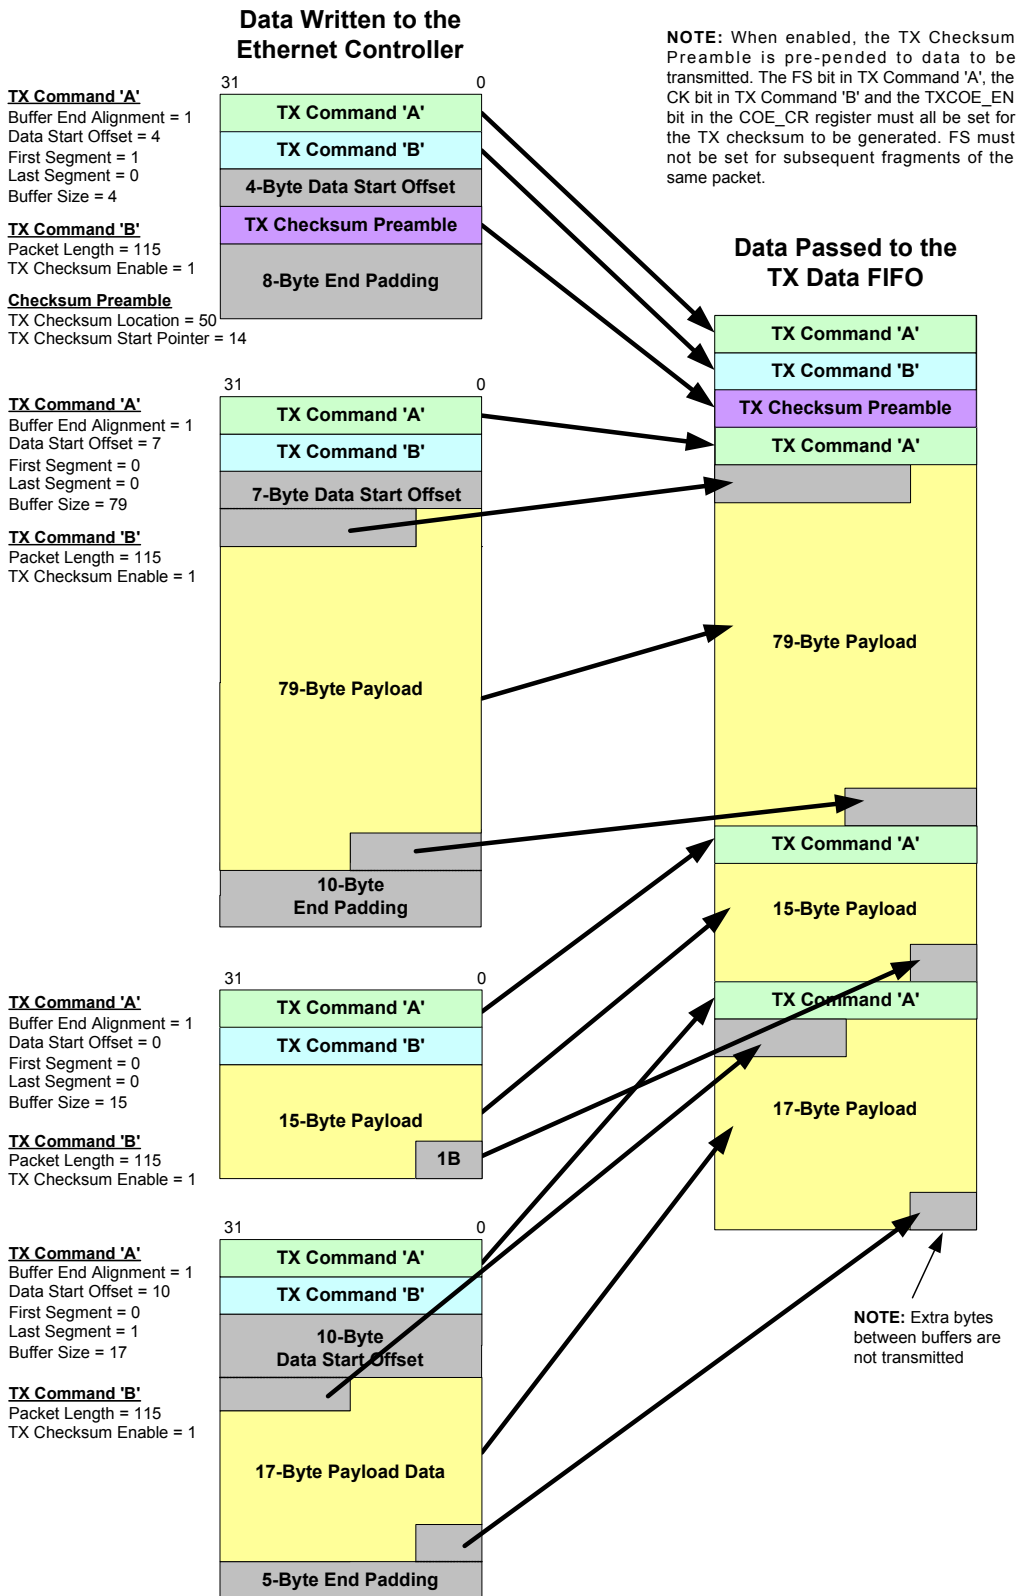 Data Written to the
Ethernet Controller
NOTE: When enabled, the TX Checksum
Preamble is pre-pended to data to be
transmitted. The FS bit in TX Command 'A', the
CK bit in TX Command 'B' and the TXCOE_EN
bit in the COE_CR register must all be set for
the TX checksum to be generated. FS must
not be set for subsequent fragments of the
same packet.
31 0
TX Command 'A'
Buffer End Alignment = 1
Data Start Offset = 4
First Segment = 1
Last Segment = 0
Buffer Size = 4
TX Command 'B'
Packet Length = 115
TX Checksum Enable = 1
Checksum Preamble
TX Checksum Location = 50
TX Checksum Start Pointer = 14
TX Command 'A'
TX Command 'B'
4-Byte Data Start Offset
TX Checksum Preamble
8-Byte End Padding
Data Passed to the
TX Data FIFO
TX Command 'A'
TX Command 'B'
TX Checksum Preamble
TX Command 'A'
79-Byte Payload
TX Command 'A'
15-Byte Payload
TX Command 'A'
17-Byte Payload
NOTE: Extra bytes
between buffers are
not transmitted
31 0
TX Command 'A'
Buffer End Alignment = 1
Data Start Offset = 7
First Segment = 0
Last Segment = 0
Buffer Size = 79
TX Command 'B'
Packet Length = 115
TX Checksum Enable = 1
TX Command 'A'
TX Command 'B'
7-Byte Data Start Offset
79-Byte Payload
10-Byte
End Padding
31 0
TX Command 'A'
Buffer End Alignment = 1
Data Start Offset = 0
First Segment = 0
Last Segment = 0
Buffer Size = 15
TX Command 'B'
Packet Length = 115
TX Checksum Enable = 1
TX Command 'A'
TX Command 'B'
15-Byte Payload
1B
31 0
TX Command 'A'
Buffer End Alignment = 1
Data Start Offset = 10
First Segment = 0
Last Segment = 1
Buffer Size = 17
TX Command 'B'
Packet Length = 115
TX Checksum Enable = 1
TX Command 'A'
TX Command 'B'
10-Byte
Data Start Offset
17-Byte Payload Data
5-Byte End Padding